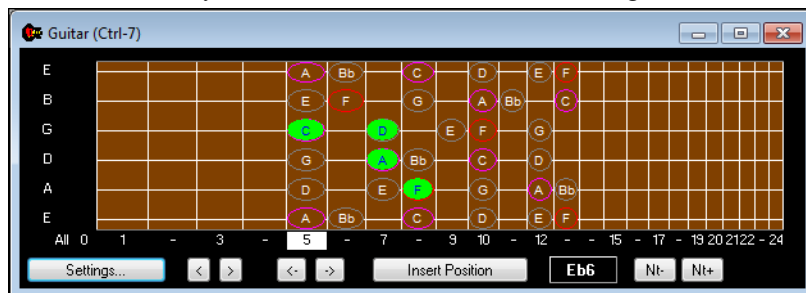 Guitar (Ctrl-7)
E A Bb C D E F
B E F G A Bb C
G C D E F G
D G A Bb C D
A D E F G A Bb
E A Bb C D E F
All 0 1 - 3 - 5 - 7 - 9 10 - 12 - - 15 - 17 - 19 20 21 22 - 24
Settings... < > <- -> Insert Position Eb6 Nt- Nt+